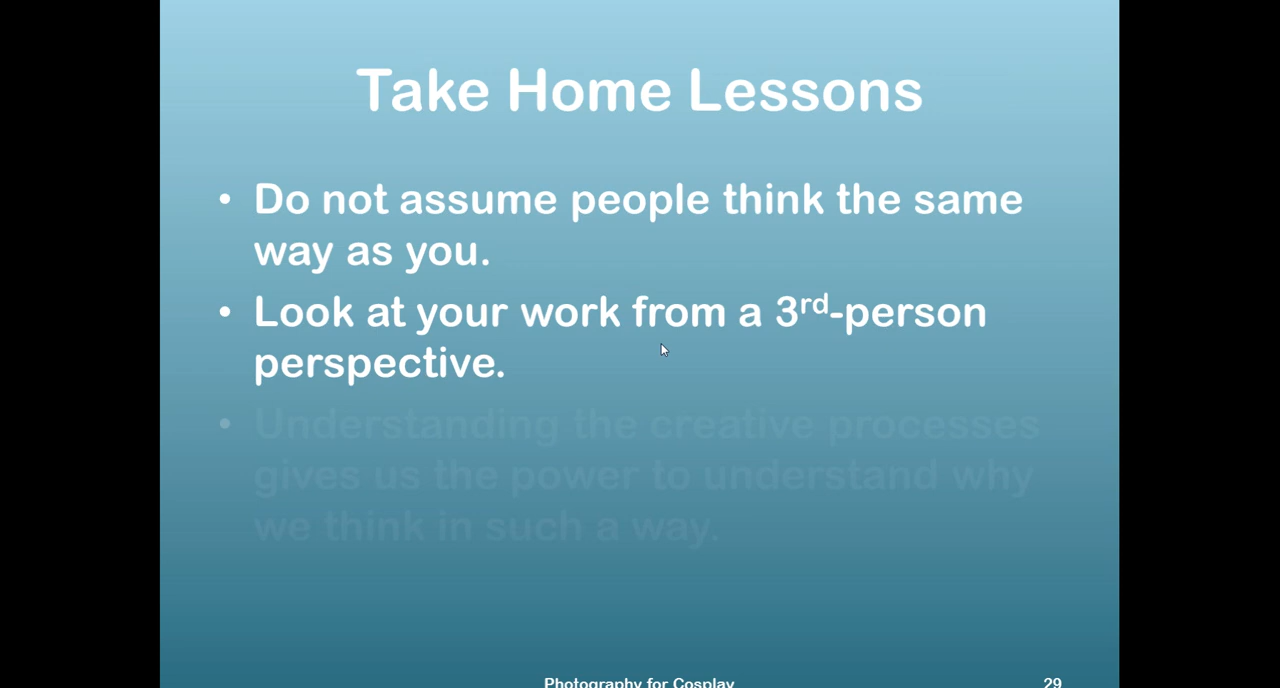 Take Home Lessons
• Do not assume people think the same
way as you.
• Look at your work from a 3rd-person
perspective.
• Understanding the creative processes
gives us the power to understand why
we think in such a way.
Photography for Cosplay
29